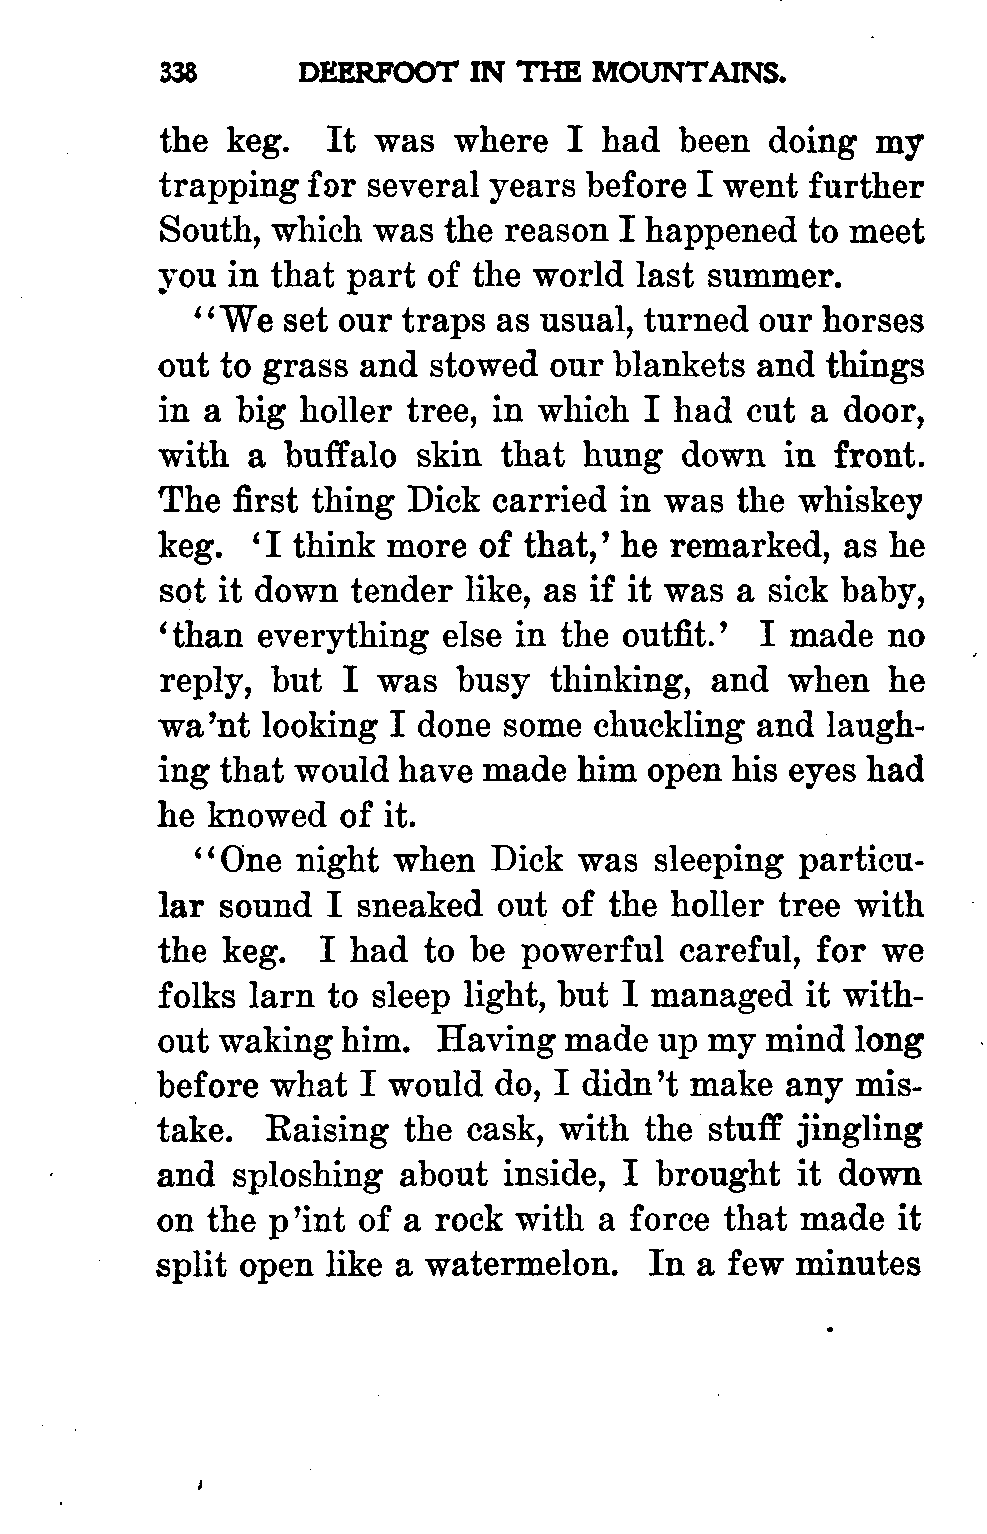 338 DEERFOOT IN THE MOUNTAINS.
the keg. It was where I had been doing my
trapping for several years before I went further
South, which was the reason I happened to meet
you in that part of the world last summer.
"We set our traps as usual, turned our horses
out to grass and stowed our blankets and things
in a big holler tree, in which I had cut a door,
with a buffalo skin that hung down in front.
The first thing Dick carried in was the whiskey
keg. 'I think more of that,' he remarked, as he
sot it down tender like, as if it was a sick baby,
'than everything else in the outfit.' I made no
reply, but I was busy thinking, and when he
wa'nt looking I done some chuckling and laugh-
ing that would have made him open his eyes had
he knowed of it.
"One night when Dick was sleeping particu-
lar sound I sneaked out of the holler tree with
the keg. I had to be powerful careful, for we
folks larn to sleep light, but I managed it with-
out waking him. Having made up my mind long
before what I would do, I didn't make any mis-
take. Raising the cask, with the stuff jingling
and sploshing about inside, I brought it down
on the p'int of a rock with a force that made it
split open like a watermelon. In a few minutes